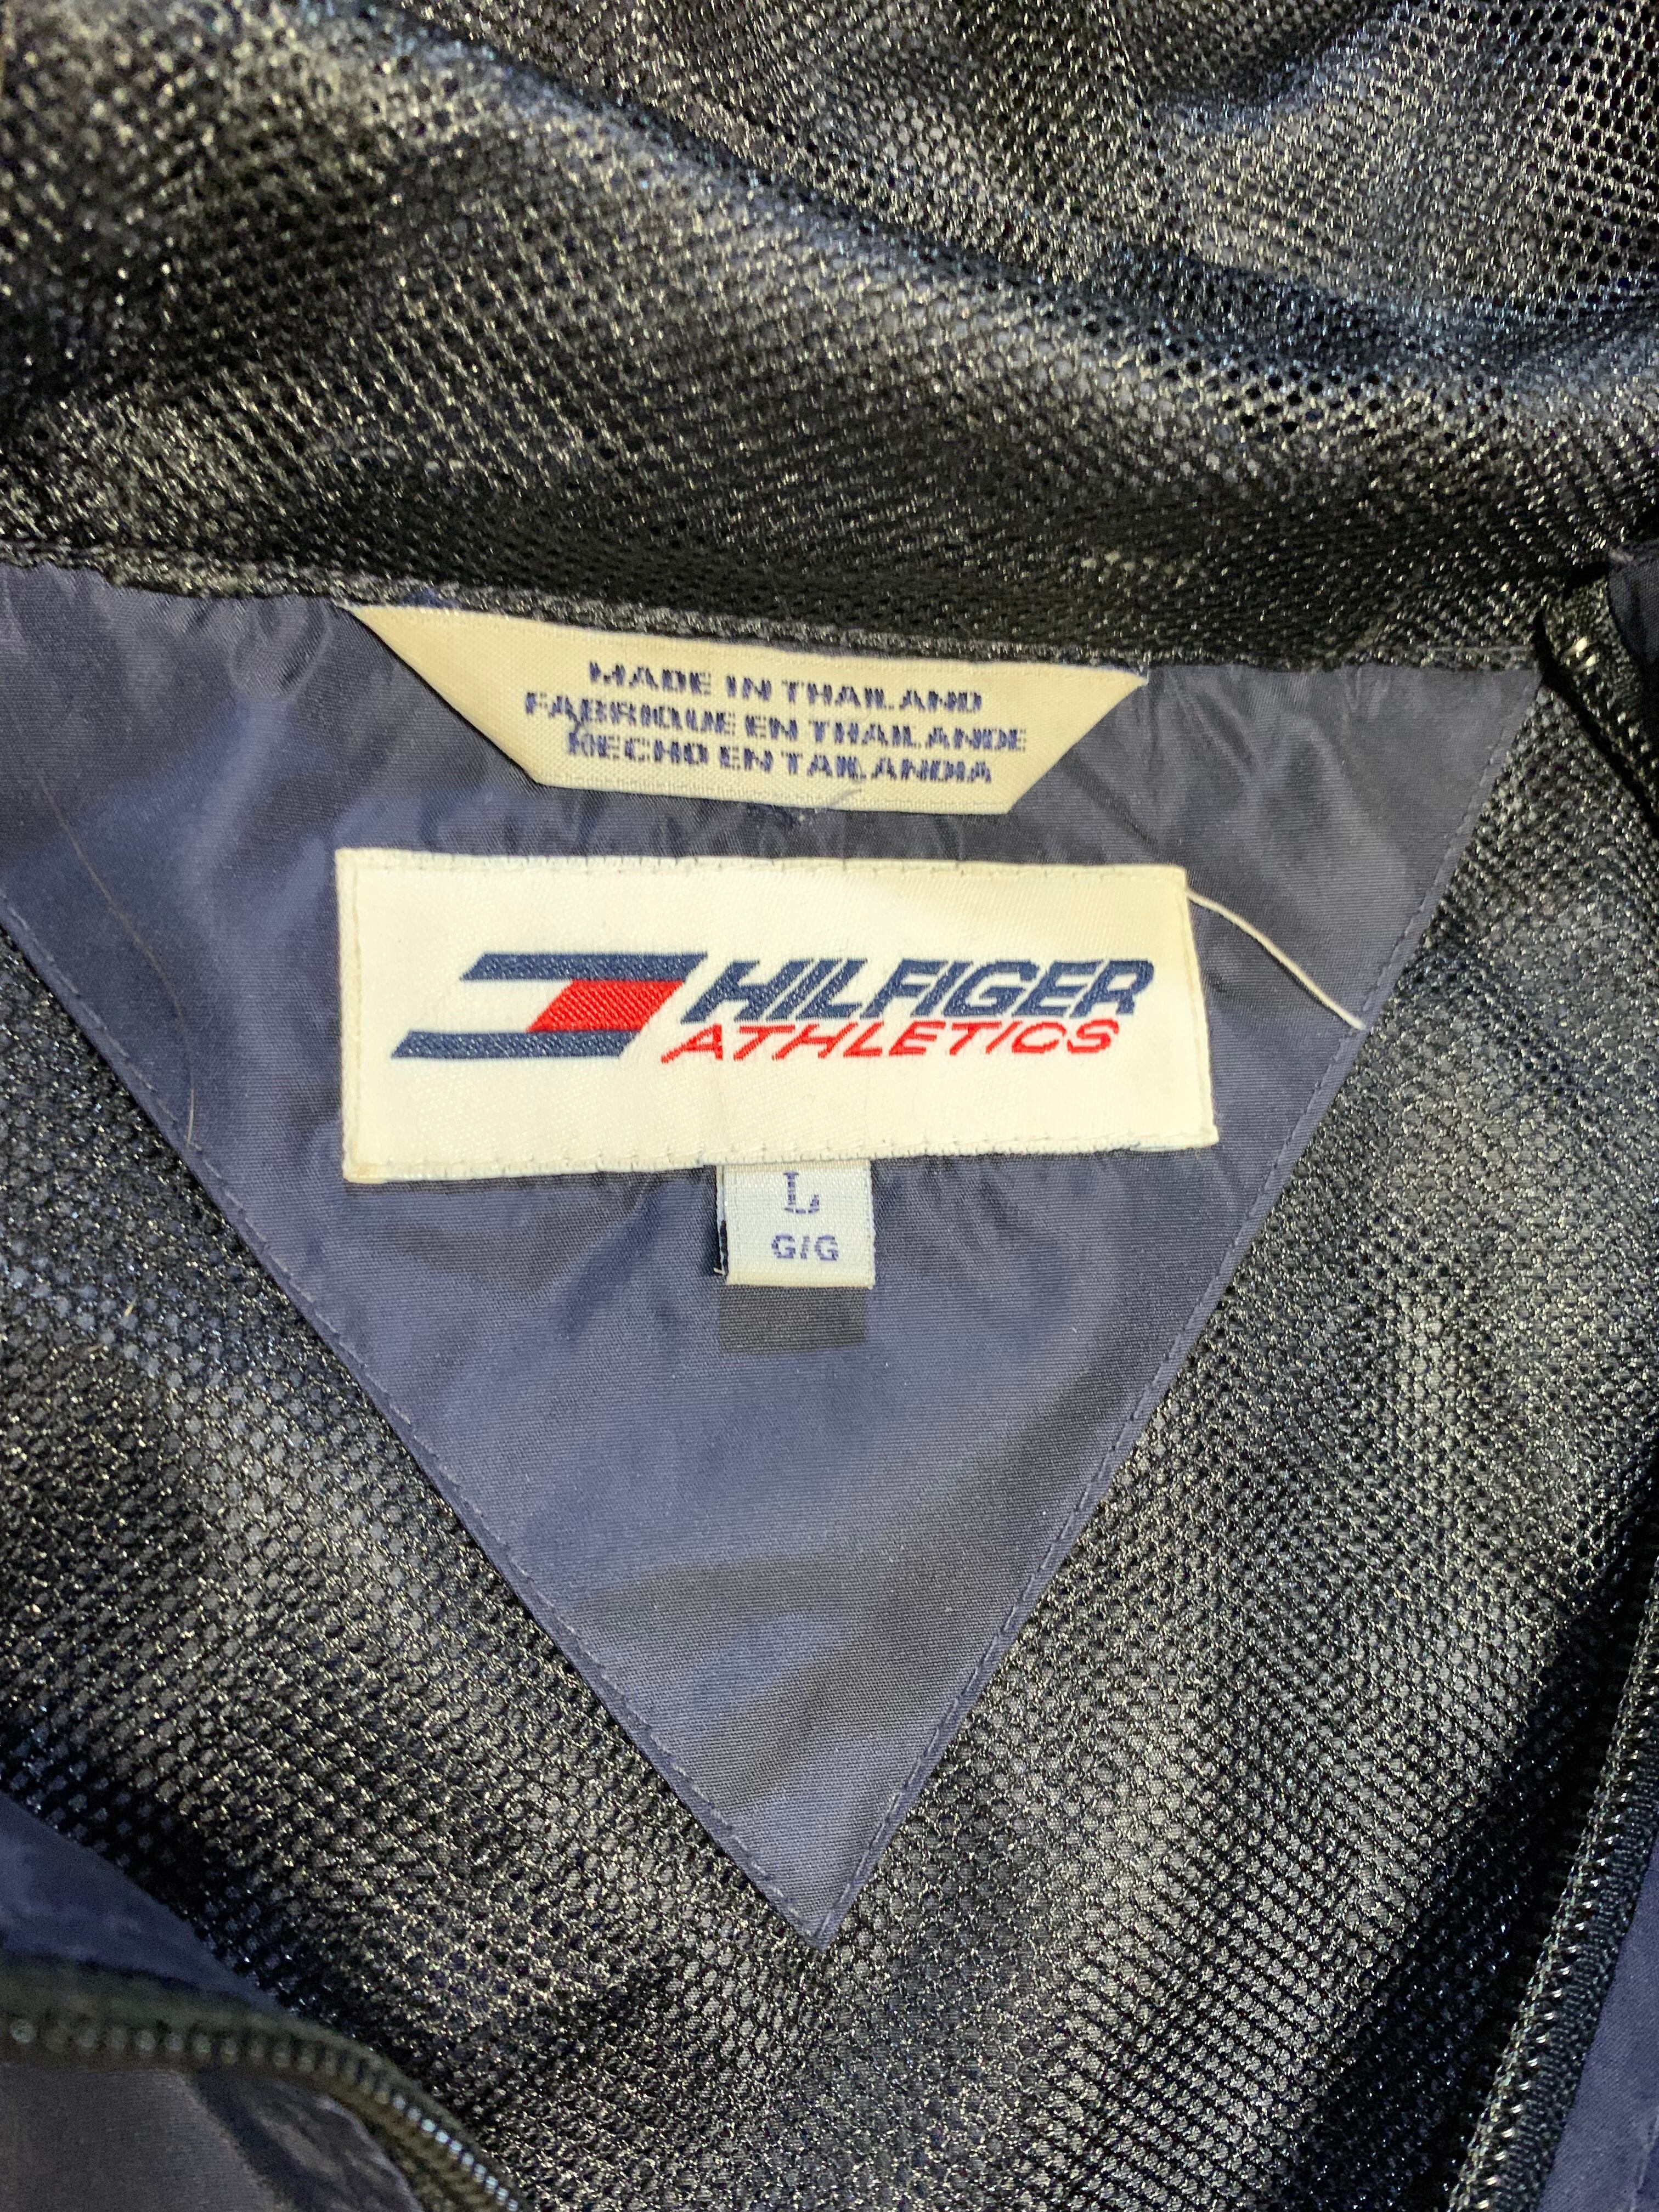 MADE IN THAILAND
FABRIQUE EN THAILANDE
HECHO EN TAILANDIA
HILFIGER
ATHLETICS
L
G/G